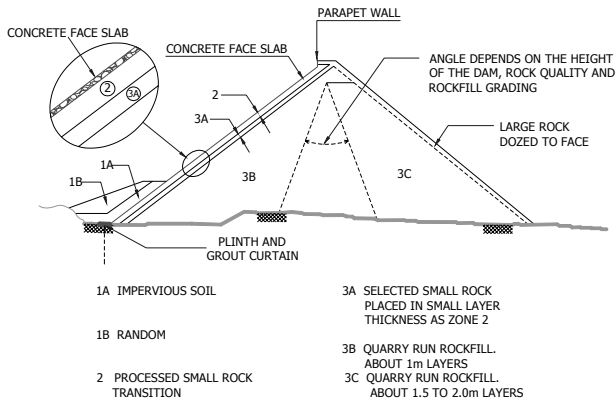 PARAPET WALL
CONCRETE FACE SLAB
CONCRETE FACE SLAB
ANGLE DEPENDS ON THE HEIGHT
OF THE DAM, ROCK QUALITY AND
ROCKFILL GRADING
2
3A
2
3A
LARGE ROCK
DOZED TO FACE
1A
1B
3B
3C
PLINTH AND
GROUT CURTAIN
1A IMPERVIOUS SOIL
1B RANDOM
2 PROCESSED SMALL ROCK
TRANSITION
3A SELECTED SMALL ROCK
PLACED IN SMALL LAYER
THICKNESS AS ZONE 2
3B QUARRY RUN ROCKFILL.
ABOUT 1m LAYERS
3C QUARRY RUN ROCKFILL.
ABOUT 1.5 TO 2.0m LAYERS